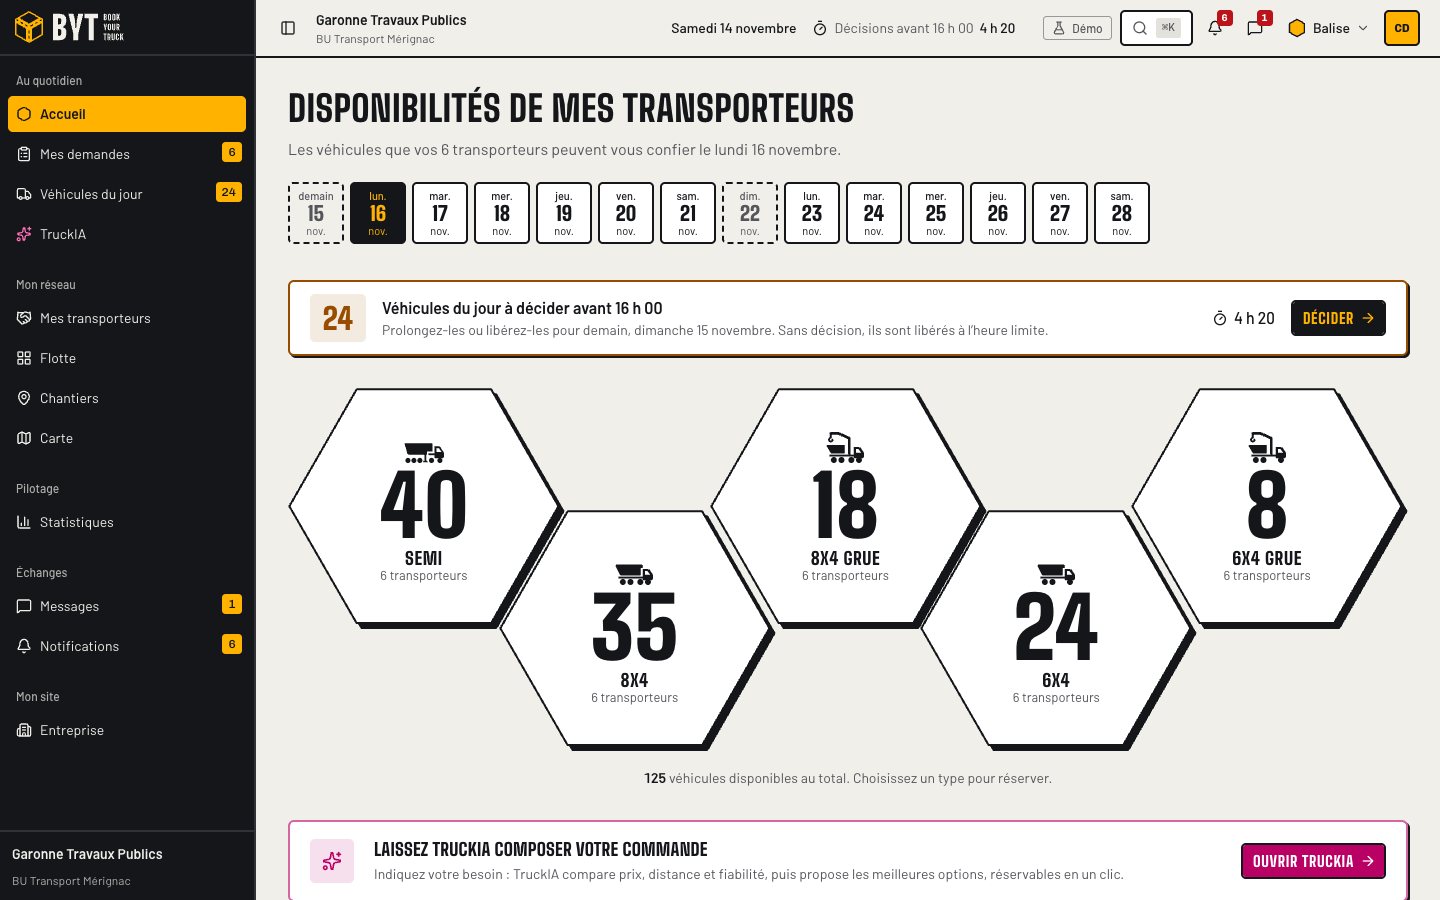 BYT BOOK YOUR TRUCK
Au quotidien
Accueil
Mes demandes 6
Véhicules du jour 24
TruckIA
Mon réseau
Mes transporteurs
Flotte
Chantiers
Carte
Pilotage
Statistiques
Échanges
Messages 1
Notifications 6
Mon site
Entreprise
Garonne Travaux Publics
BU Transport Mérignac
Garonne Travaux Publics
BU Transport Mérignac
Samedi 14 novembre
Décisions avant 16 h 00 4 h 20
Démo
⌘K
6
1
Balise
CD
DISPONIBILITÉS DE MES TRANSPORTEURS
Les véhicules que vos 6 transporteurs peuvent vous confier le lundi 16 novembre.
demain 15 nov.
lun. 16 nov.
mar. 17 nov.
mer. 18 nov.
jeu. 19 nov.
ven. 20 nov.
sam. 21 nov.
dim. 22 nov.
lun. 23 nov.
mar. 24 nov.
mer. 25 nov.
jeu. 26 nov.
ven. 27 nov.
sam. 28 nov.
24
Véhicules du jour à décider avant 16 h 00
Prolongez-les ou libérez-les pour demain, dimanche 15 novembre. Sans décision, ils sont libérés à l'heure limite.
4 h 20
DÉCIDER
40
SEMI
6 transporteurs
35
8X4
6 transporteurs
18
8X4 GRUE
6 transporteurs
24
6X4
6 transporteurs
8
6X4 GRUE
6 transporteurs
125 véhicules disponibles au total. Choisissez un type pour réserver.
LAISSEZ TRUCKIA COMPOSER VOTRE COMMANDE
Indiquez votre besoin : TruckIA compare prix, distance et fiabilité, puis propose les meilleures options, réservables en un clic.
OUVRIR TRUCKIA